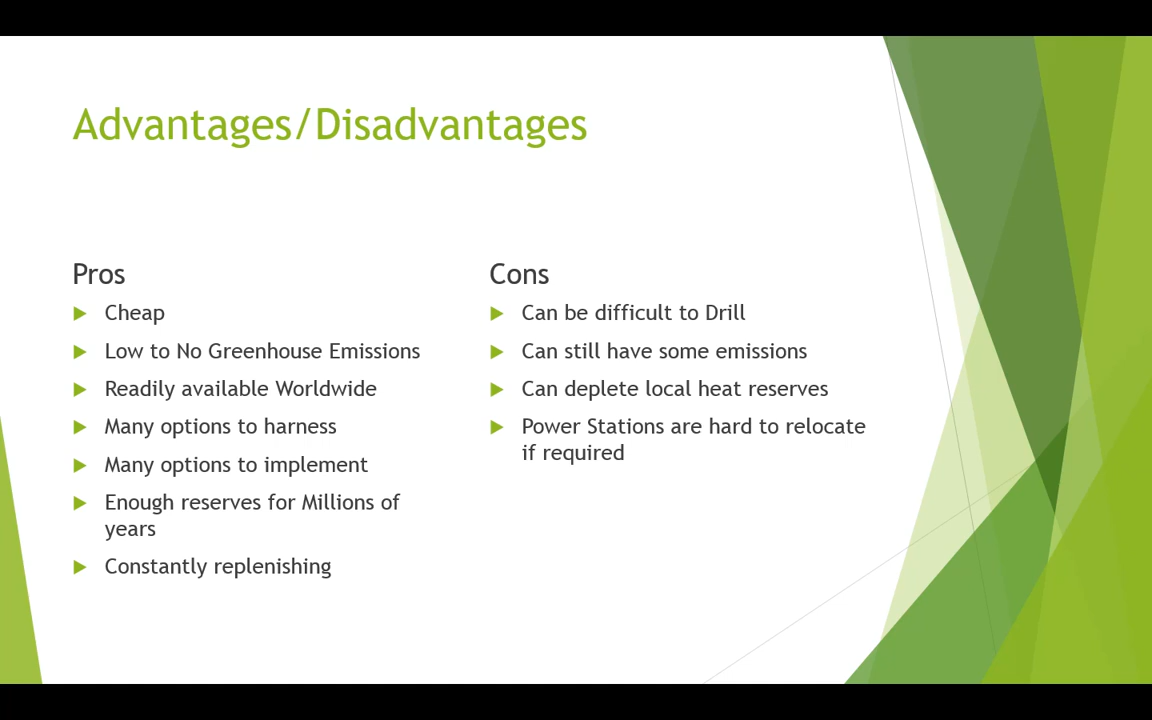 Advantages/Disadvantages
Pros
Cheap
Low to No Greenhouse Emissions
Readily available Worldwide
Many options to harness
Many options to implement
Enough reserves for Millions of
years
Constantly replenishing
Cons
Can be difficult to Drill
Can still have some emissions
Can deplete local heat reserves
Power Stations are hard to relocate
if required